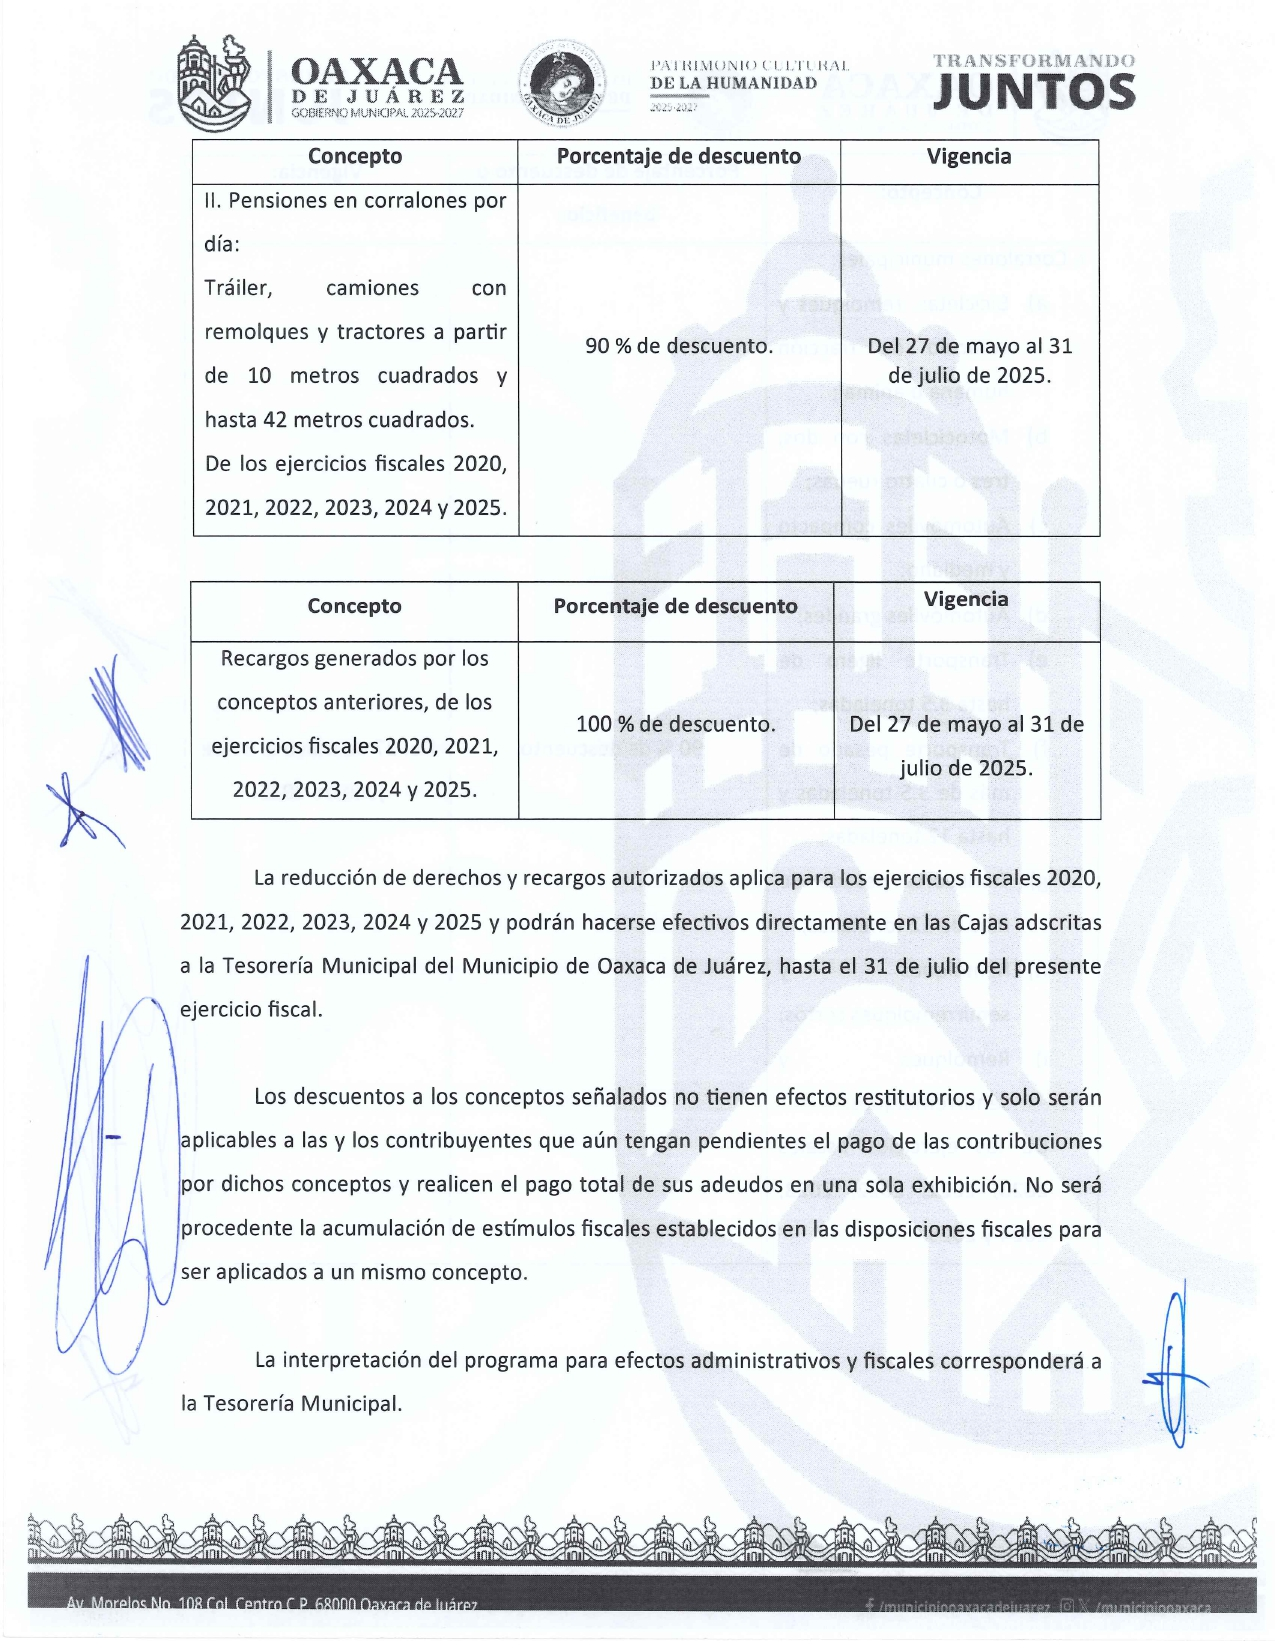 OAXACA
DE JUÁREZ
GOBIERNO MUNICIPAL 2025-2027
OAXACA DE JUÁREZ
PATRIMONIO CULTURAL
DE LA HUMANIDAD
2025-2027
TRANSFORMANDO
JUNTOS
Concepto Porcentaje de descuento Vigencia
II. Pensiones en corralones por
día:
Tráiler, camiones con
remolques y tractores a partir
de 10 metros cuadrados y
hasta 42 metros cuadrados.
De los ejercicios fiscales 2020,
2021, 2022, 2023, 2024 y 2025.
90 % de descuento.
Del 27 de mayo al 31
de julio de 2025.
Concepto Porcentaje de descuento Vigencia
Recargos generados por los
conceptos anteriores, de los
ejercicios fiscales 2020, 2021,
2022, 2023, 2024 y 2025.
100 % de descuento.
Del 27 de mayo al 31 de
julio de 2025.
La reducción de derechos y recargos autorizados aplica para los ejercicios fiscales 2020,
2021, 2022, 2023, 2024 y 2025 y podrán hacerse efectivos directamente en las Cajas adscritas
a la Tesorería Municipal del Municipio de Oaxaca de Juárez, hasta el 31 de julio del presente
ejercicio fiscal.
Los descuentos a los conceptos señalados no tienen efectos restitutorios y solo serán
aplicables a las y los contribuyentes que aún tengan pendientes el pago de las contribuciones
por dichos conceptos y realicen el pago total de sus adeudos en una sola exhibición. No será
procedente la acumulación de estímulos fiscales establecidos en las disposiciones fiscales para
ser aplicados a un mismo concepto.
La interpretación del programa para efectos administrativos y fiscales corresponderá a
la Tesorería Municipal.
Av. Morelos No. 108 Col. Centro C.P. 68000 Oaxaca de Juárez
/municipiooaxacadejuarez /municipiooaxaca